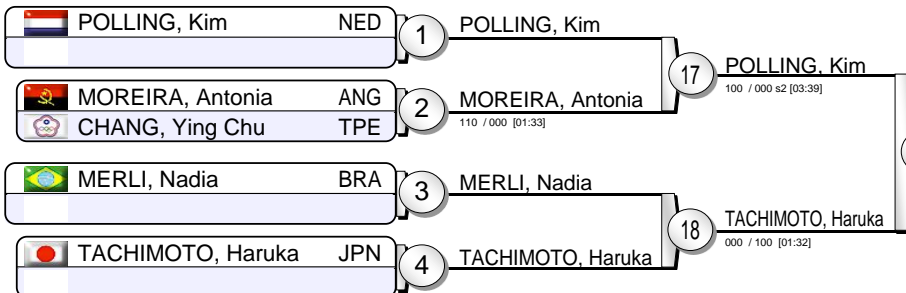 POLLING, Kim NED
1
POLLING, Kim
MOREIRA, Antonia ANG
CHANG, Ying Chu TPE
2
MOREIRA, Antonia
110 / 000 [01:33]
17
POLLING, Kim
100 / 000 s2 [03:39]
MERLI, Nadia BRA
3
MERLI, Nadia
TACHIMOTO, Haruka JPN
4
TACHIMOTO, Haruka
18
TACHIMOTO, Haruka
000 / 100 [01:32]